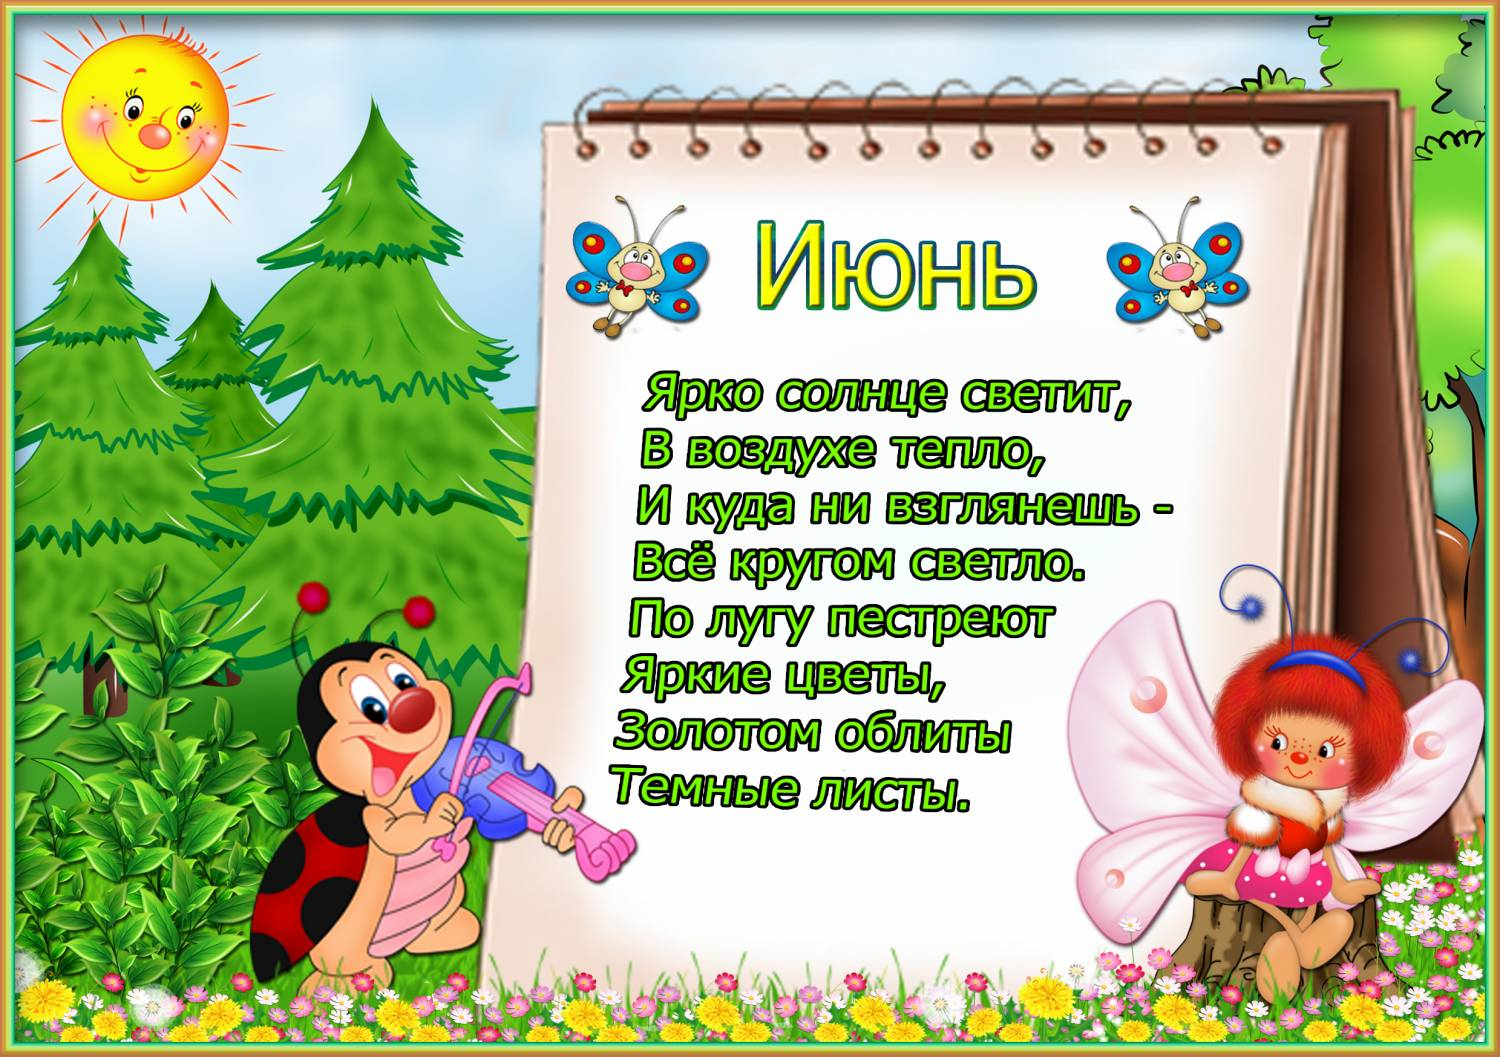 Июнь
Ярко солнце светит,
В воздухе тепло,
И куда ни взглянешь -
Всё кругом светло.
По лугу пестреют
Яркие цветы,
Золотом облиты
Темные листы.